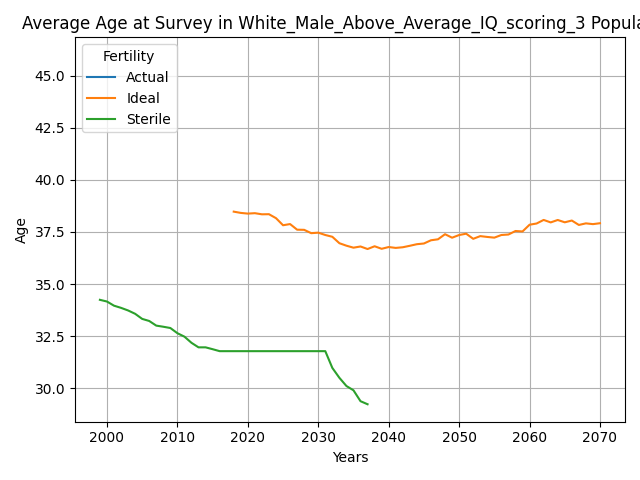 Average Age at Survey in White_Male_Above_Average_IQ_scoring_3 Popula
Fertility
Actual
Ideal
Sterile
45.0
42.5
40.0
37.5
35.0
32.5
30.0
Age
2000 2010 2020 2030 2040 2050 2060 2070
Years